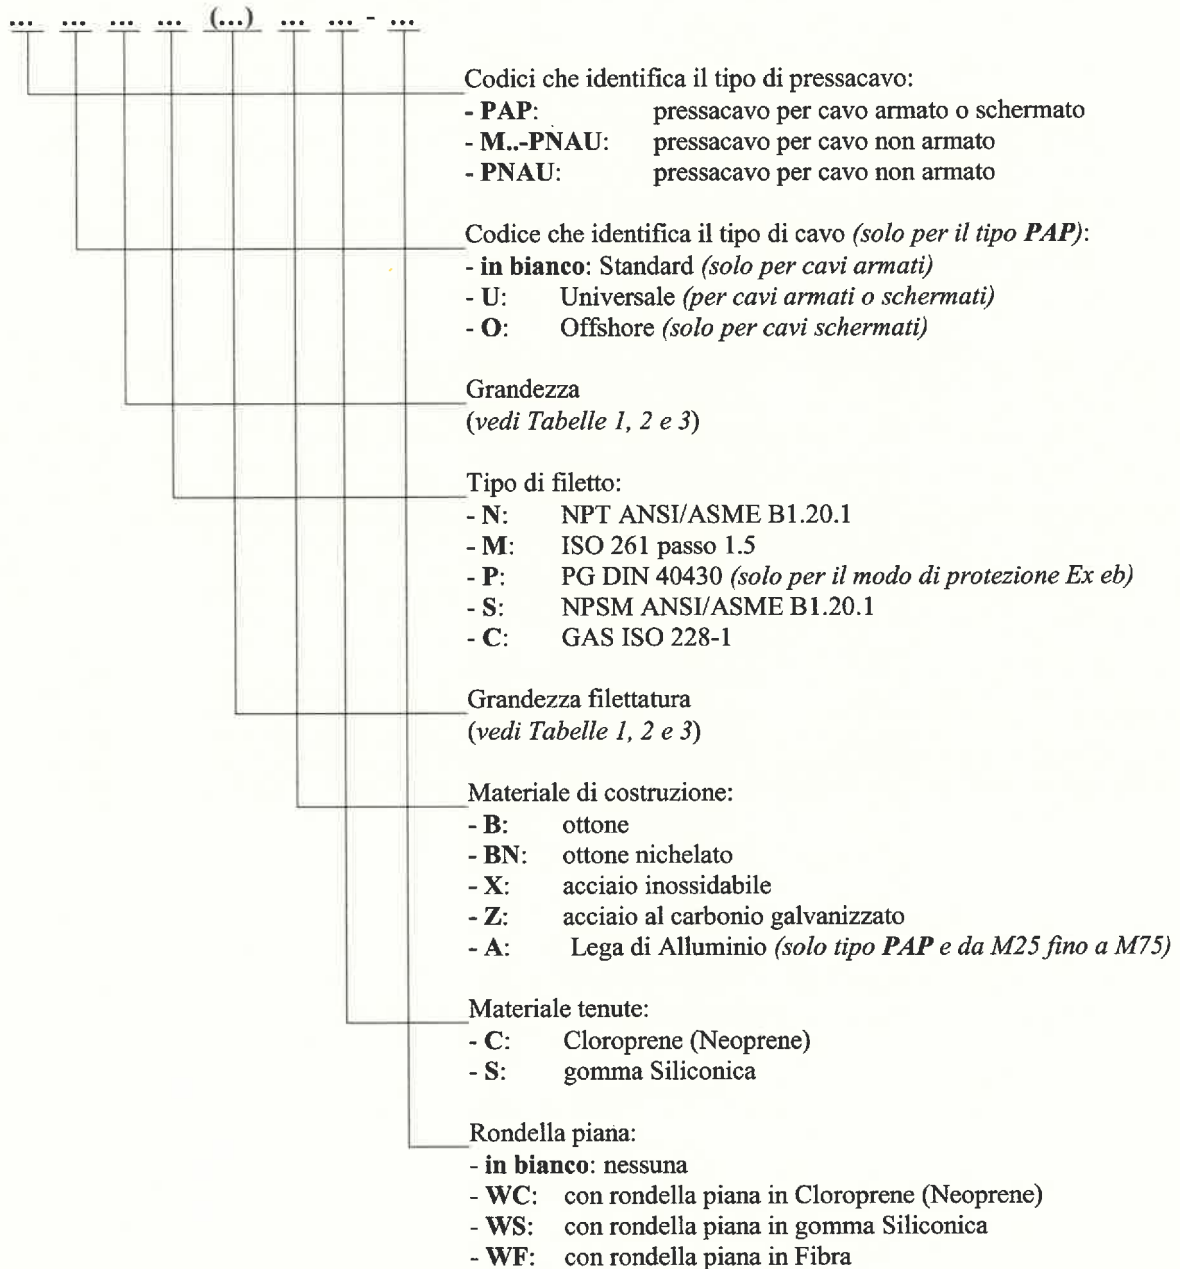 ... ... ... ... (...) ... ... - ...
Codici che identifica il tipo di pressacavo:
- PAP: pressacavo per cavo armato o schermato
- M..-PNAU: pressacavo per cavo non armato
- PNAU: pressacavo per cavo non armato
Codice che identifica il tipo di cavo (solo per il tipo PAP):
- in bianco: Standard (solo per cavi armati)
- U: Universale (per cavi armati o schermati)
- O: Offshore (solo per cavi schermati)
Grandezza
(vedi Tabelle 1, 2 e 3)
Tipo di filetto:
- N: NPT ANSI/ASME B1.20.1
- M: ISO 261 passo 1.5
- P: PG DIN 40430 (solo per il modo di protezione Ex eb)
- S: NPSM ANSI/ASME B1.20.1
- C: GAS ISO 228-1
Grandezza filettatura
(vedi Tabelle 1, 2 e 3)
Materiale di costruzione:
- B: ottone
- BN: ottone nichelato
- X: acciaio inossidabile
- Z: acciaio al carbonio galvanizzato
- A: Lega di Alluminio (solo tipo PAP e da M25 fino a M75)
Materiale tenute:
- C: Cloroprene (Neoprene)
- S: gomma Siliconica
Rondella piana:
- in bianco: nessuna
- WC: con rondella piana in Cloroprene (Neoprene)
- WS: con rondella piana in gomma Siliconica
- WF: con rondella piana in Fibra